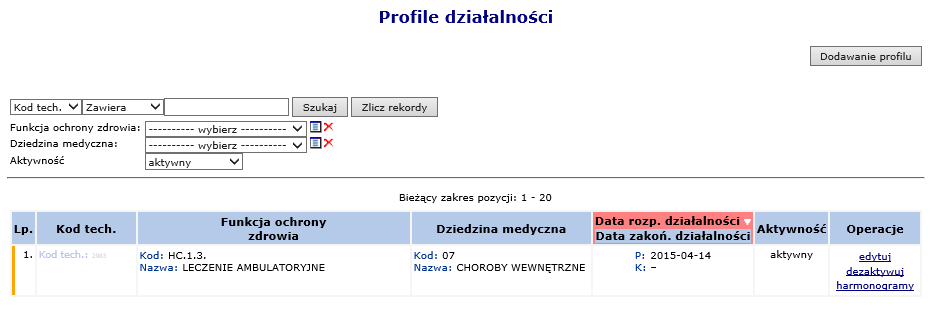 Profile działalności
Dodawanie profilu
Kod tech. Zawiera Szukaj Zlicz rekordy
Funkcja ochrony zdrowia: ---------- wybierz ----------
Dziedzina medyczna: ---------- wybierz ----------
Aktywność aktywny
Bieżący zakres pozycji: 1 - 20
Lp. Kod tech. Funkcja ochrony zdrowia Dziedzina medyczna Data rozp. działalności Data zakoń. działalności Aktywność Operacje
1. Kod tech.: Kod: HC.1.3. Kod: 07 P: 2015-04-14 aktywny edytuj
Nazwa: LECZENIE AMBULATORYJNE Nazwa: CHOROBY WEWNĘTRZNE K: – dezaktywuj
harmonogramy